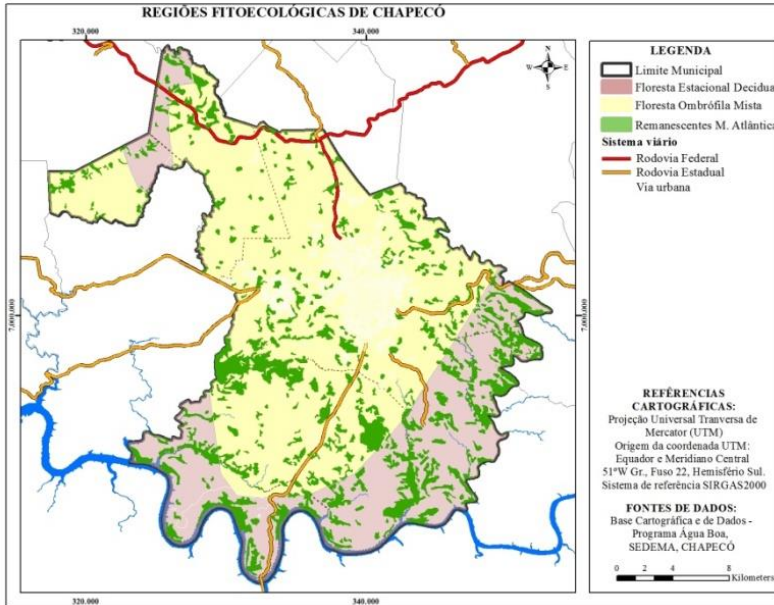 REGIÕES FITOECOLÓGICAS DE CHAPECÓ
320,000
340,000
N
W
E
S
7,000,000
7,000,000
320,000
340,000
LEGENDA
Limite Municipal
Floresta Estacional Decidua
Floresta Ombrófila Mista
Remanescentes M. Atlântica
Sistema viário
Rodovia Federal
Rodovia Estadual
Via urbana
REFÊRENCIAS
CARTOGRÁFICAS:
Projeção Universal Tranversa de
Mercator (UTM)
Origem da coordenada UTM:
Equador e Meridiano Central
51ºW Gr., Fuso 22, Hemisfério Sul.
Sistema de referência SIRGAS2000
FONTES DE DADOS:
Base Cartográfica e de Dados -
Programa Água Boa,
SEDEMA, CHAPECÓ
0 2 4 8
Kilometers